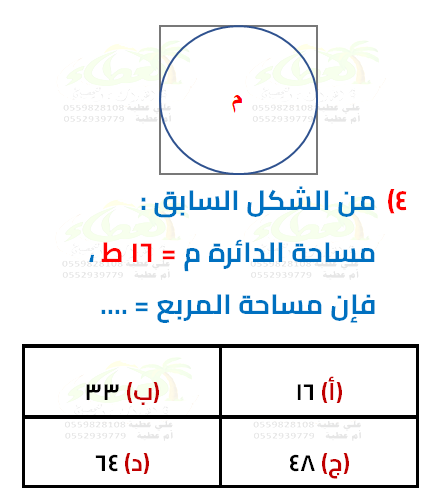 م
٤) من الشكل السابق :
مساحة الدائرة م = ١٦ ط ،
فإن مساحة المربع = ....
(أ) ١٦
(ب) ٣٣
(ج) ٤٨
(د) ٦٤
علي عطية 0559828108
أم عطية 0552939779